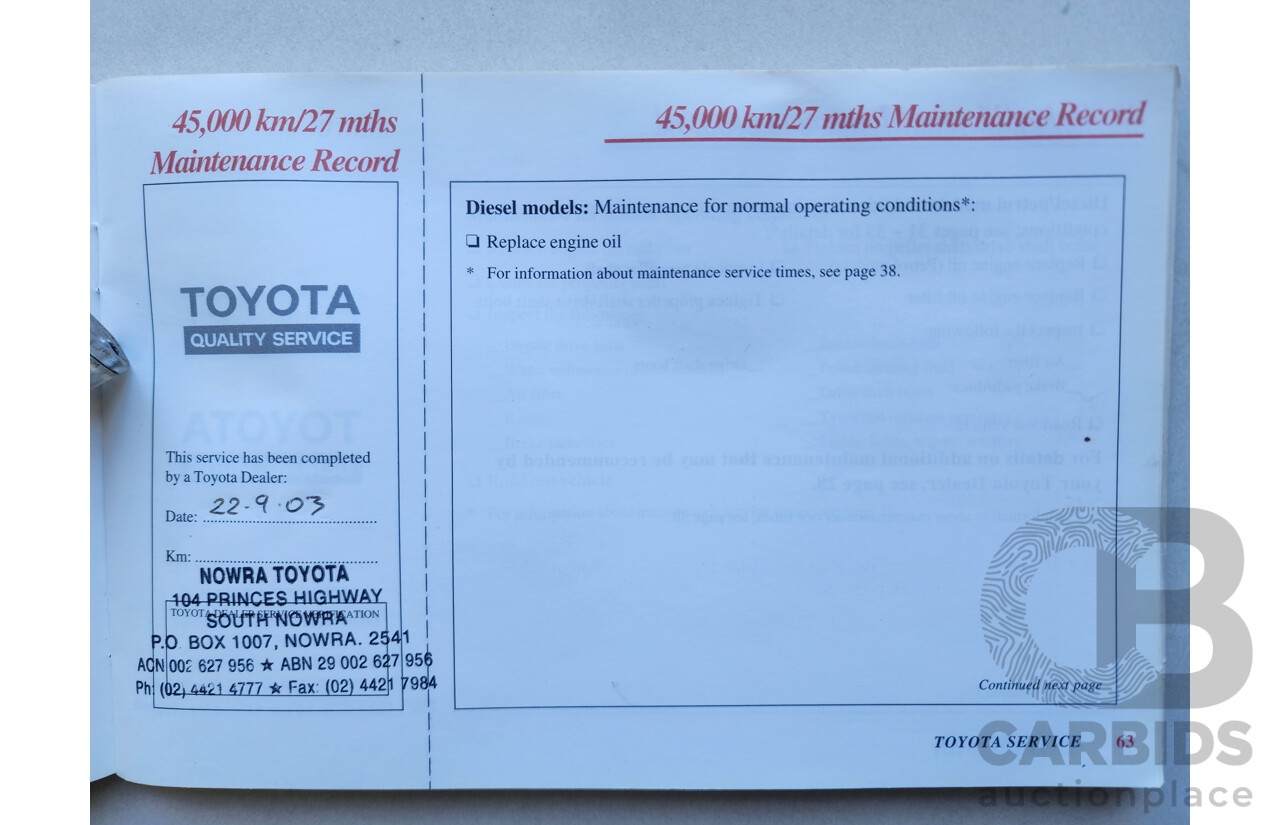 45,000 km/27 mths
Maintenance Record
TOYOTA
QUALITY SERVICE
This service has been completed
by a Toyota Dealer:
Date: 22-9-03
Km:
NOWRA TOYOTA
104 PRINCES HIGHWAY
TOYOTA DEALER SERVICE VERIFICATION
SOUTH NOWRA
P.O. BOX 1007, NOWRA. 2541
ACN 002 627 956 ★ ABN 29 002 627 956
Ph: (02) 4421 4777 ★ Fax: (02) 4421 7984
45,000 km/27 mths Maintenance Record
Diesel models: Maintenance for normal operating conditions*:
❏ Replace engine oil
* For information about maintenance service times, see page 38.
Continued next page
TOYOTA SERVICE 63
CB
CARBIDS
auctionplace